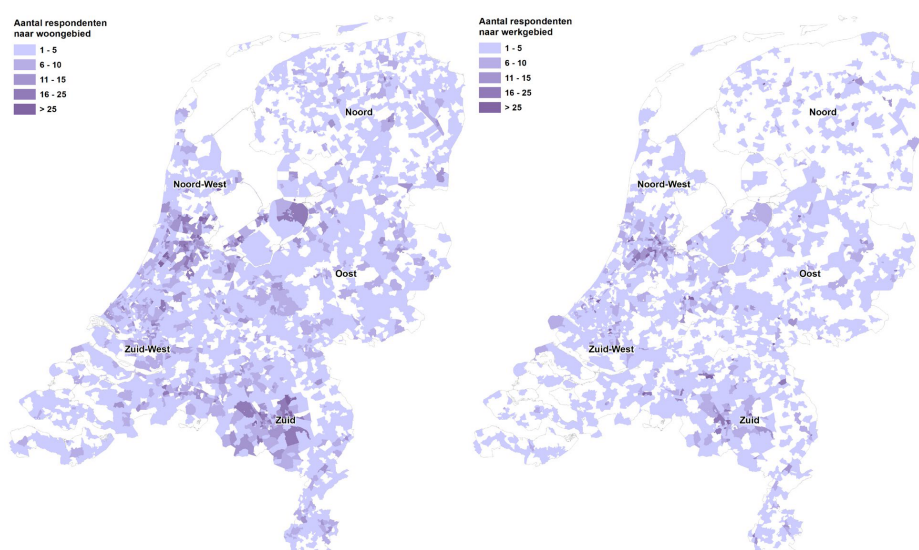 Aantal respondenten
naar woongebied
1 - 5
6 - 10
11 - 15
16 - 25
> 25
Noord
Noord-West
Oost
Zuid-West
Zuid
Aantal respondenten
naar werkgebied
1 - 5
6 - 10
11 - 15
16 - 25
> 25
Noord
Noord-West
Oost
Zuid-West
Zuid